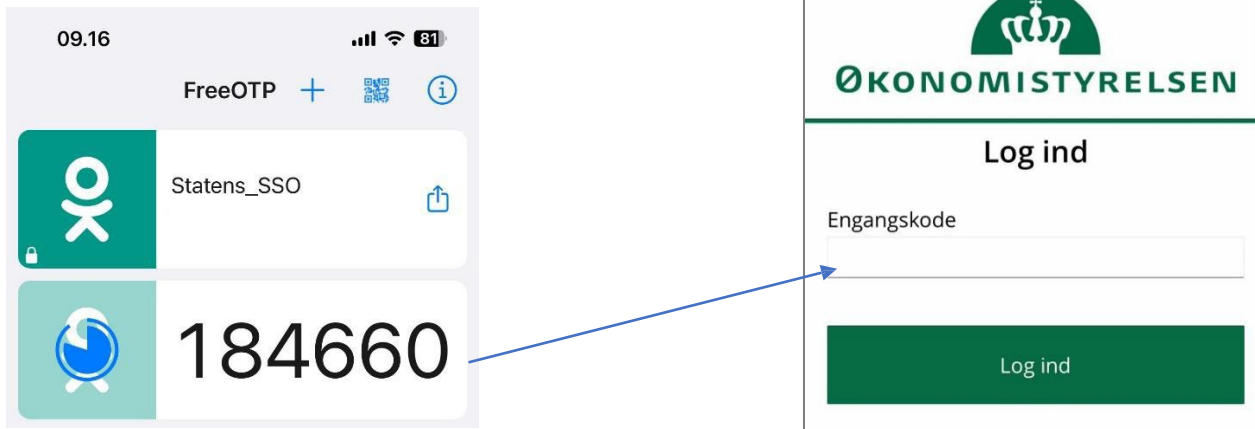 09.16
81
FreeOTP
Statens_SSO
184660
ØKONOMISTYRELSEN
Log ind
Engangskode
Log ind